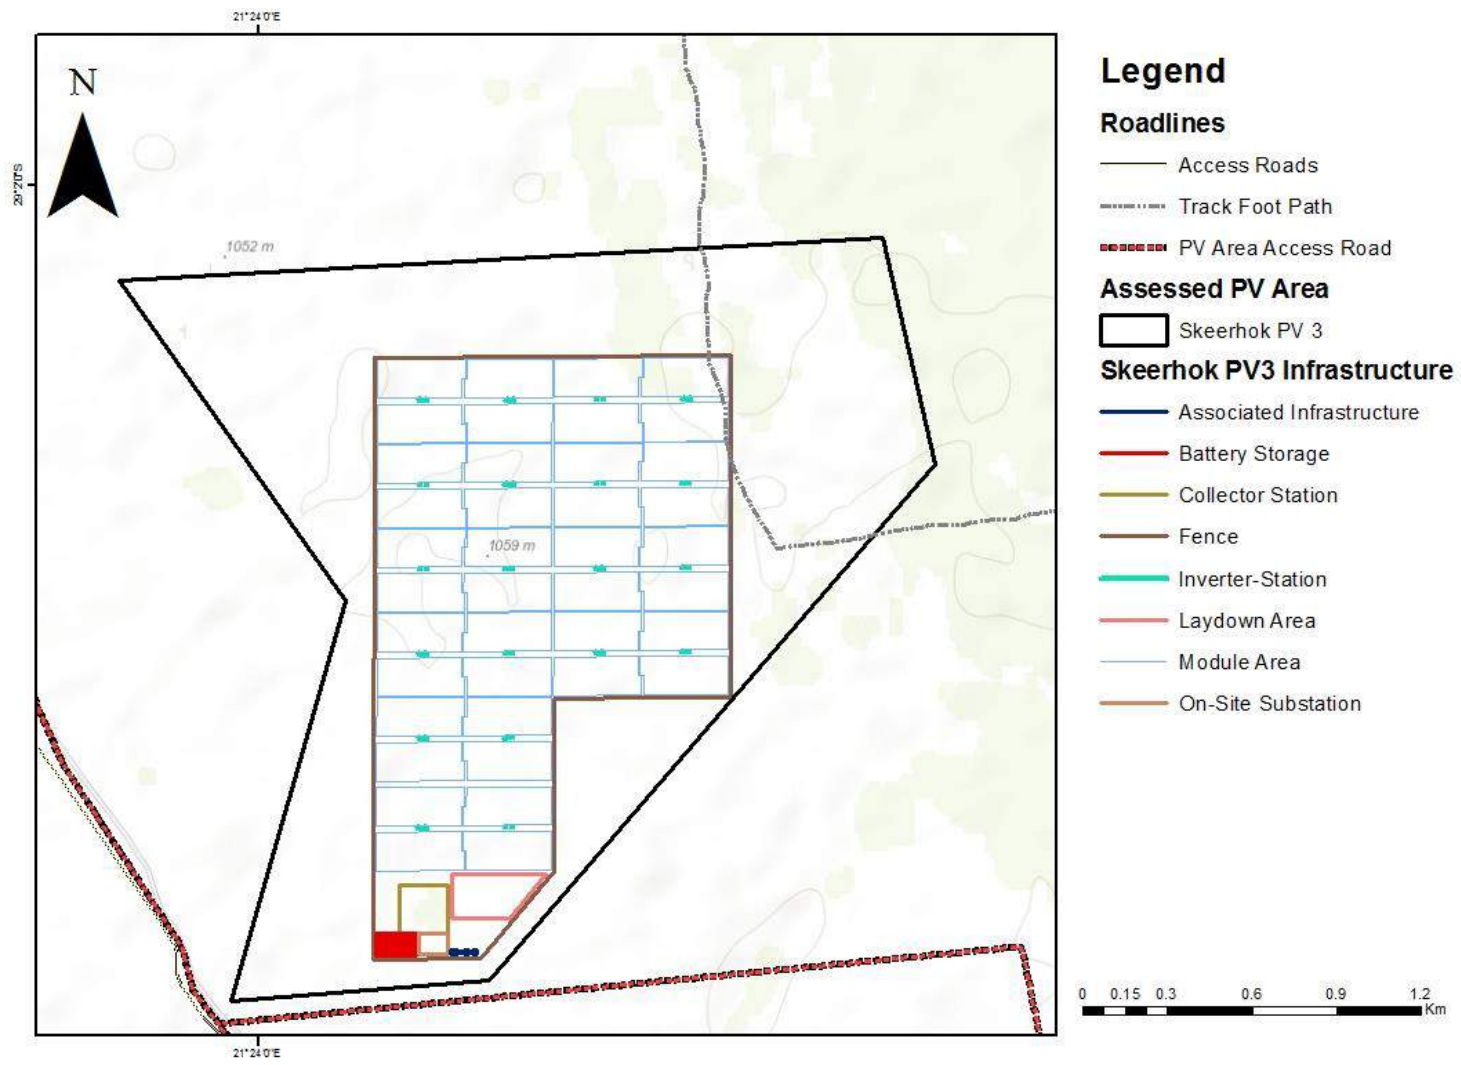 21°24'0"E
N
29°20'S
1052 m
1059 m
21°24'0"E
Legend
Roadlines
Access Roads
Track Foot Path
PV Area Access Road
Assessed PV Area
Skeerhok PV 3
Skeerhok PV3 Infrastructure
Associated Infrastructure
Battery Storage
Collector Station
Fence
Inverter-Station
Laydown Area
Module Area
On-Site Substation
0 0.15 0.3 0.6 0.9 1.2
Km